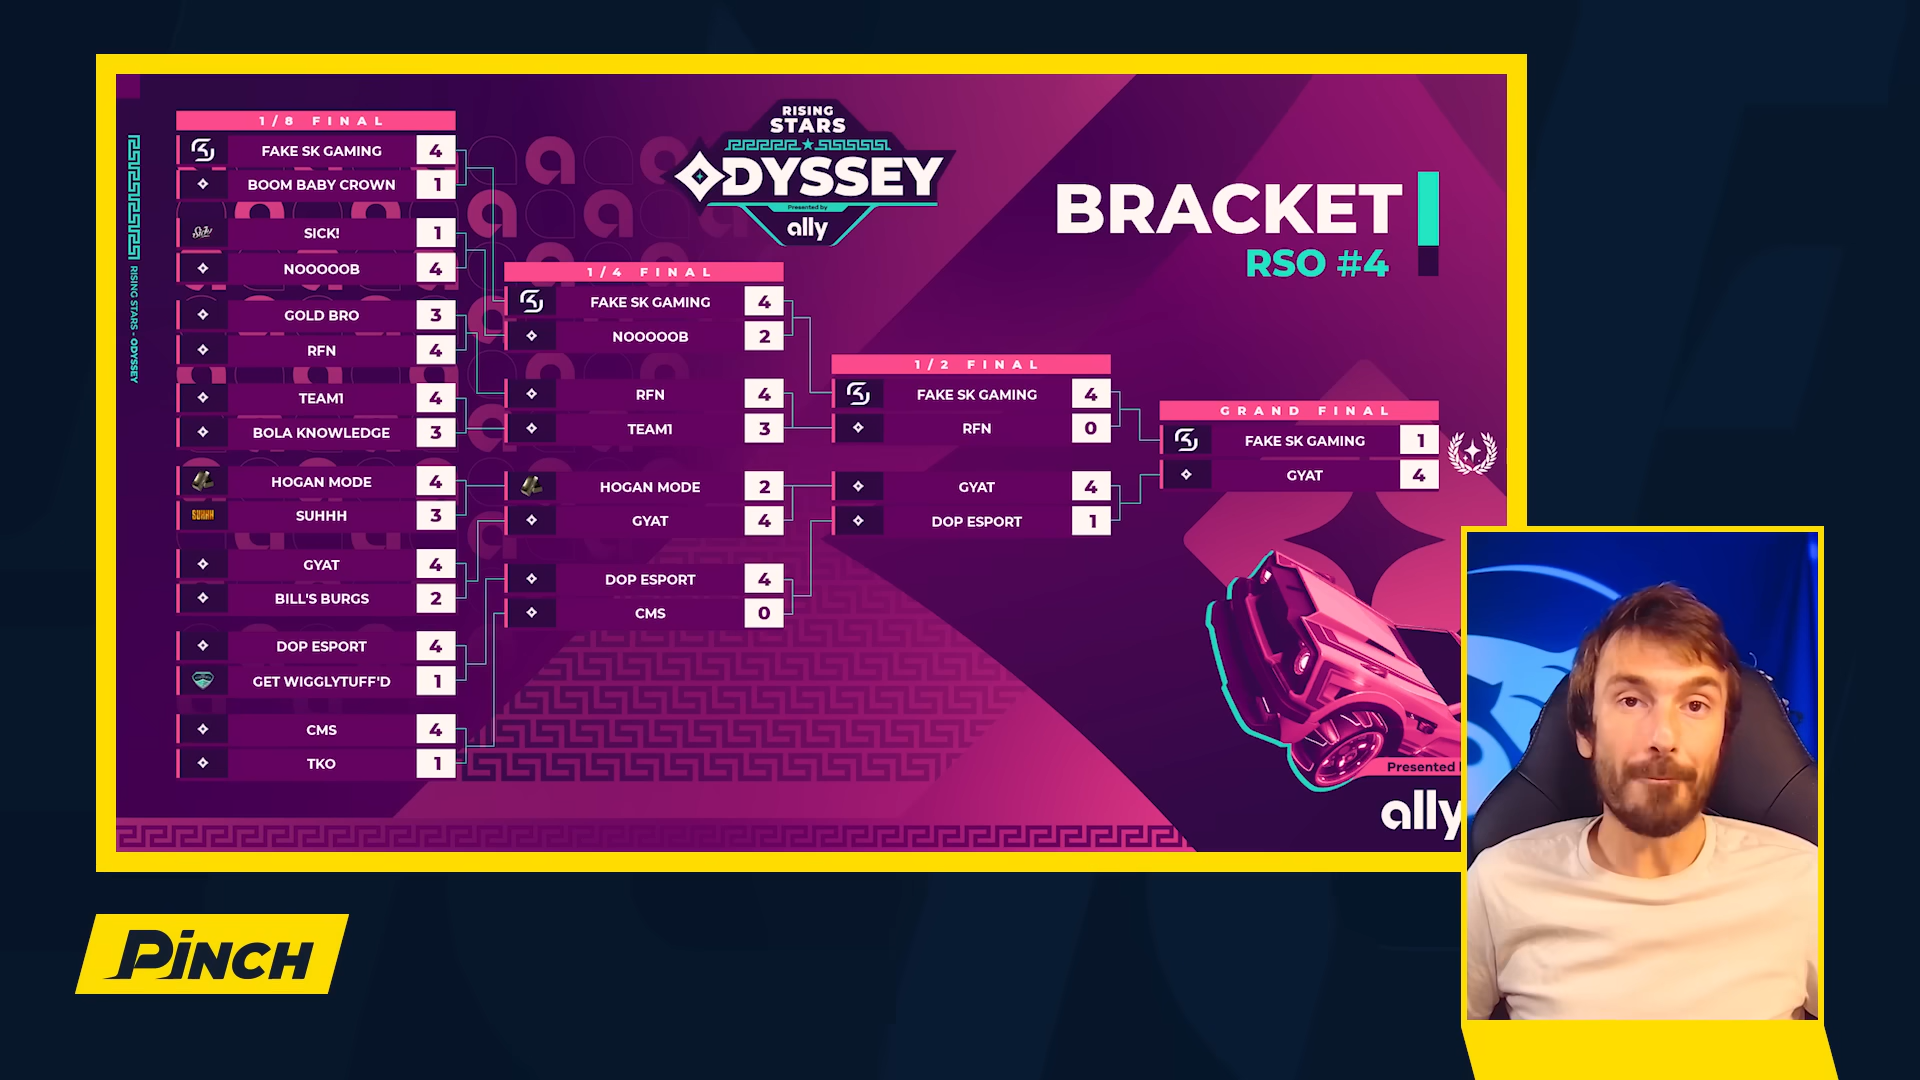 RISING
STARS
ODYSSEY
Presented by
ally
BRACKET
RSO #4
RISING STARS - ODYSSEY
1/8 FINAL
FAKE SK GAMING 4
BOOM BABY CROWN 1
SICK! 1
NOOOOOB 4
GOLD BRO 3
RFN 4
TEAM1 4
BOLA KNOWLEDGE 3
HOGAN MODE 4
SUHHH SUHHH 3
GYAT 4
BILL'S BURGS 2
DOP ESPORT 4
GET WIGGLYTUFF'D 1
CMS 4
TKO 1
1/4 FINAL
FAKE SK GAMING 4
NOOOOOB 2
RFN 4
TEAM1 3
HOGAN MODE 2
GYAT 4
DOP ESPORT 4
CMS 0
1/2 FINAL
FAKE SK GAMING 4
RFN 0
GYAT 4
DOP ESPORT 1
GRAND FINAL
FAKE SK GAMING 1
GYAT 4
Presented
ally
PINCH